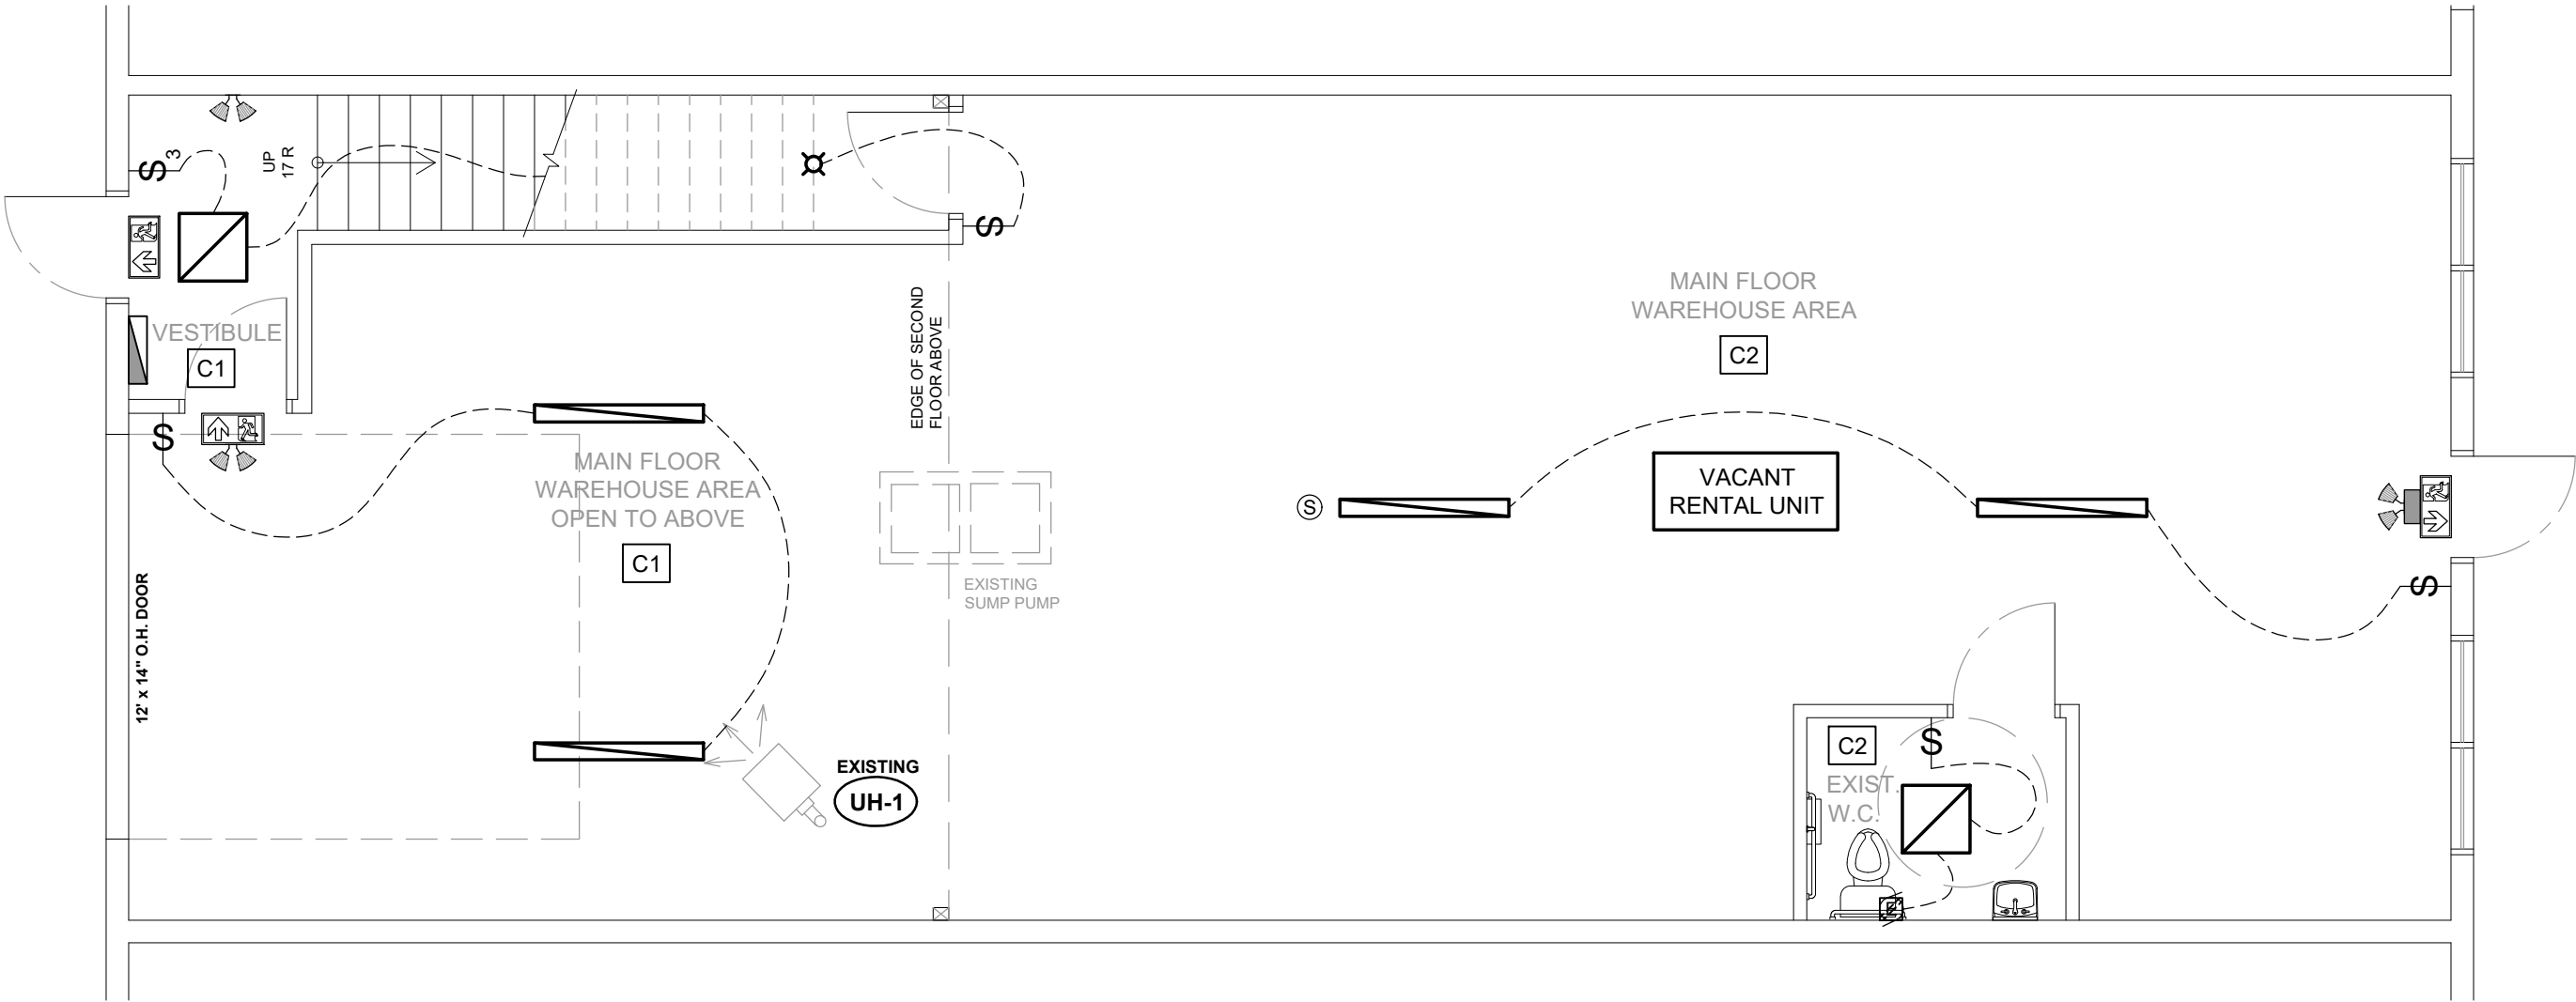 S 3
UP
17 R
S
VESTIBULE
C1
S
MAIN FLOOR
WAREHOUSE AREA
OPEN TO ABOVE
C1
12' x 14" O.H. DOOR
EDGE OF SECOND
FLOOR ABOVE
EXISTING
SUMP PUMP
EXISTING
UH-1
MAIN FLOOR
WAREHOUSE AREA
C2
S
VACANT
RENTAL UNIT
S
C2
S
EXIST.
W.C.